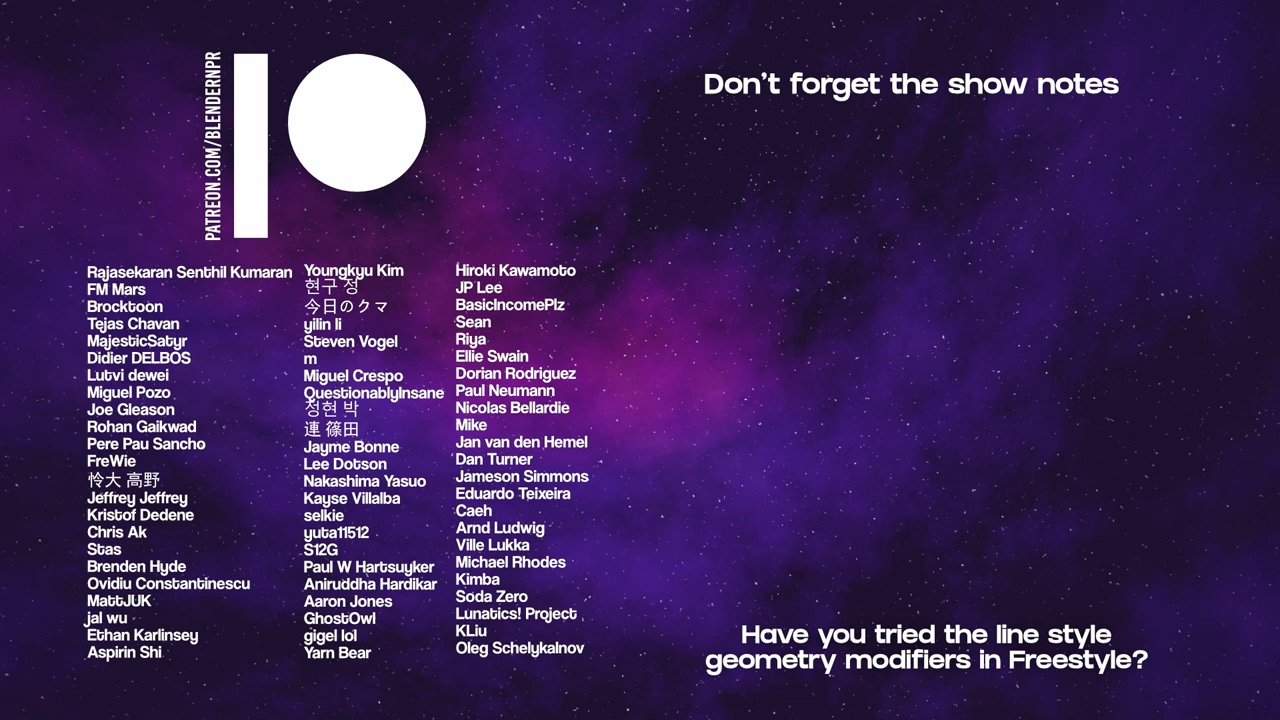 PATREON.COM/BLENDERNPR
Don't forget the show notes
Rajasekaran Senthil Kumaran
FM Mars
Brocktoon
Tejas Chavan
MajesticSatyr
Didier DELBOS
Lutvi dewei
Miguel Pozo
Joe Gleason
Rohan Gaikwad
Pere Pau Sancho
FreWie
怜大 高野
Jeffrey Jeffrey
Kristof Dedene
Chris Ak
Stas
Brenden Hyde
Ovidiu Constantinescu
MattJUK
jal wu
Ethan Karlinsey
Aspirin Shi
Youngkyu Kim
현구 정
今日のクマ
yilin li
Steven Vogel
m
Miguel Crespo
QuestionablyInsane
정현 박
連 篠田
Jayme Bonne
Lee Dotson
Nakashima Yasuo
Kayse Villalba
selkie
yuta11512
S12G
Paul W Hartsuyker
Aniruddha Hardikar
Aaron Jones
GhostOwl
gigel lol
Yarn Bear
Hiroki Kawamoto
JP Lee
BasicIncomePlz
Sean
Riya
Ellie Swain
Dorian Rodriguez
Paul Neumann
Nicolas Bellardie
Mike
Jan van den Hemel
Dan Turner
Jameson Simmons
Eduardo Teixeira
Caeh
Arnd Ludwig
Ville Lukka
Michael Rhodes
Kimba
Soda Zero
Lunatics! Project
KLiu
Oleg Schelykalnov
Have you tried the line style
geometry modifiers in Freestyle?